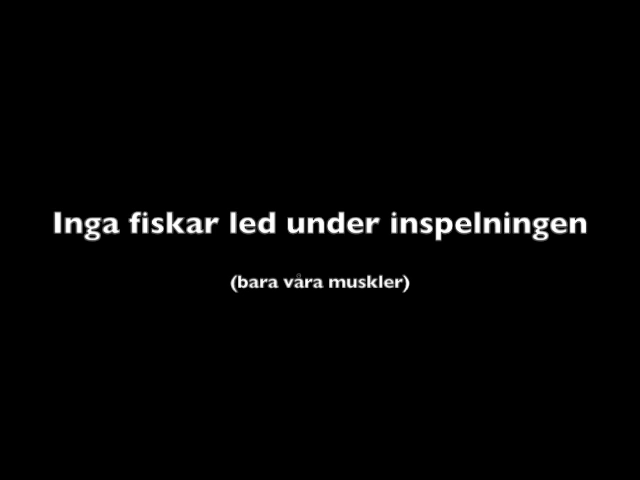 Inga fiskar led under inspelningen
(bara våra muskler)